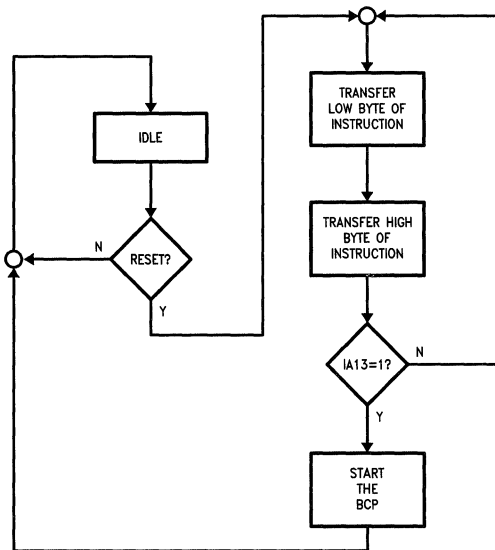 IDLE
RESET?
N
Y
TRANSFER
LOW BYTE OF
INSTRUCTION
TRANSFER HIGH
BYTE OF
INSTRUCTION
IA13=1?
N
Y
START
THE
BCP